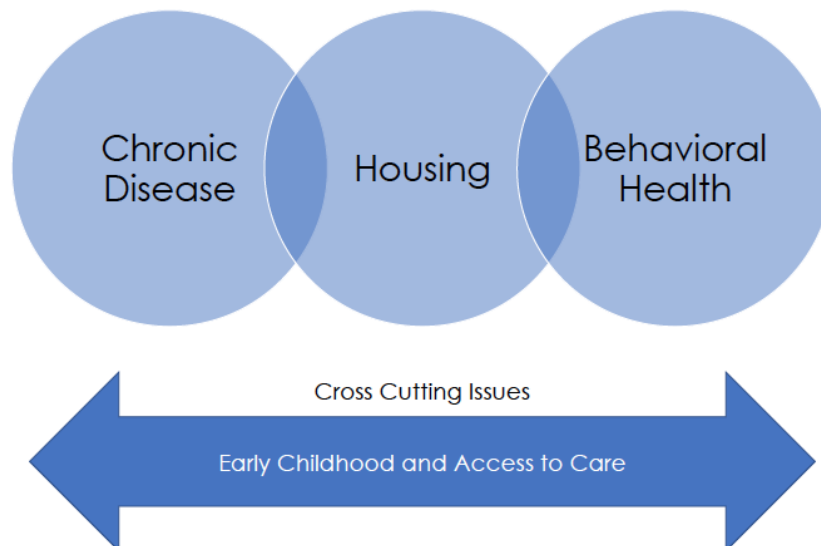 Chronic
Disease
Housing
Behavioral
Health
Cross Cutting Issues
Early Childhood and Access to Care